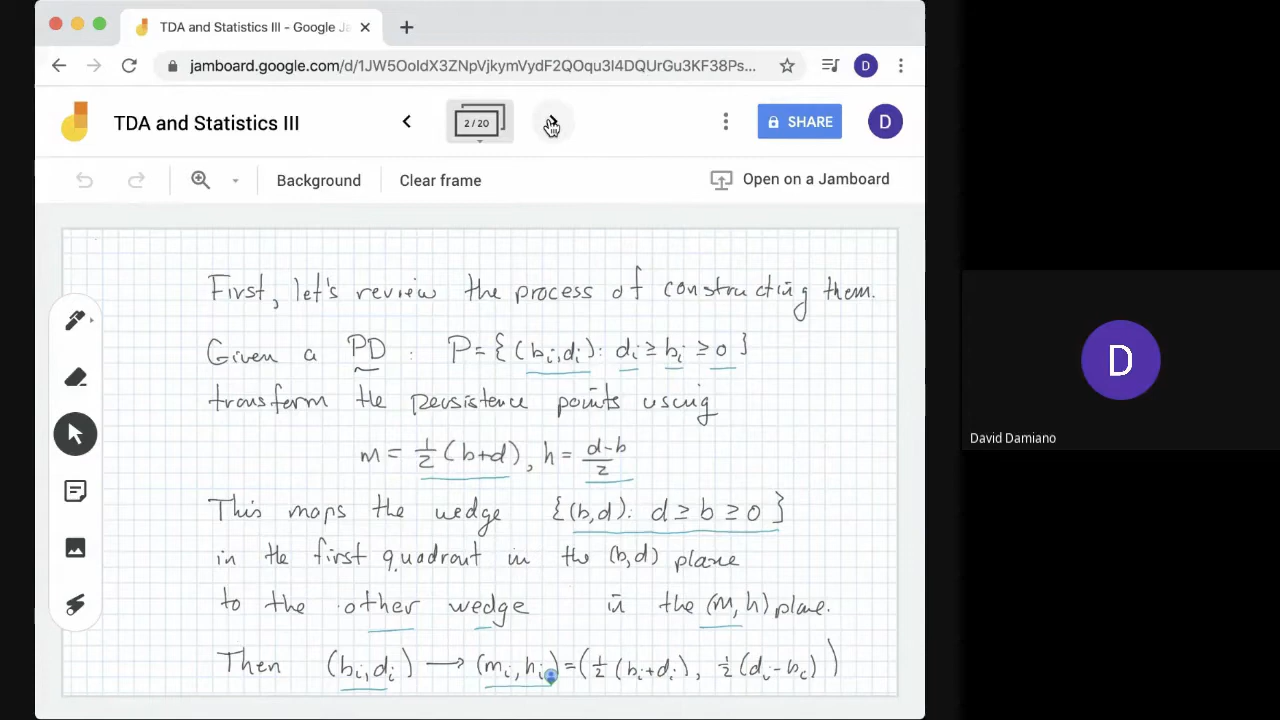 TDA and Statistics III - Google Ja
jamboard.google.com/d/1JW5OoldX3ZNpVjkymVydF2QOqu3I4DQUrGu3KF38Ps...
D
TDA and Statistics III
2 / 20
SHARE
D
Background
Clear frame
Open on a Jamboard
First, let's review the process of constructing them.
Given a PD : P = { (bi, di) : di ≥ bi ≥ 0 }
transform the persistence points using
m = 1/2 (b+d), h = d-b/2
This maps the wedge {(b,d): d ≥ b ≥ 0 }
in the first quadrant in the (b,d) plane
to the other wedge in the (m,h) plane.
Then (bi, di) → (mi, hi) = (1/2 (bi+di), 1/2 (di-bi))
D
David Damiano